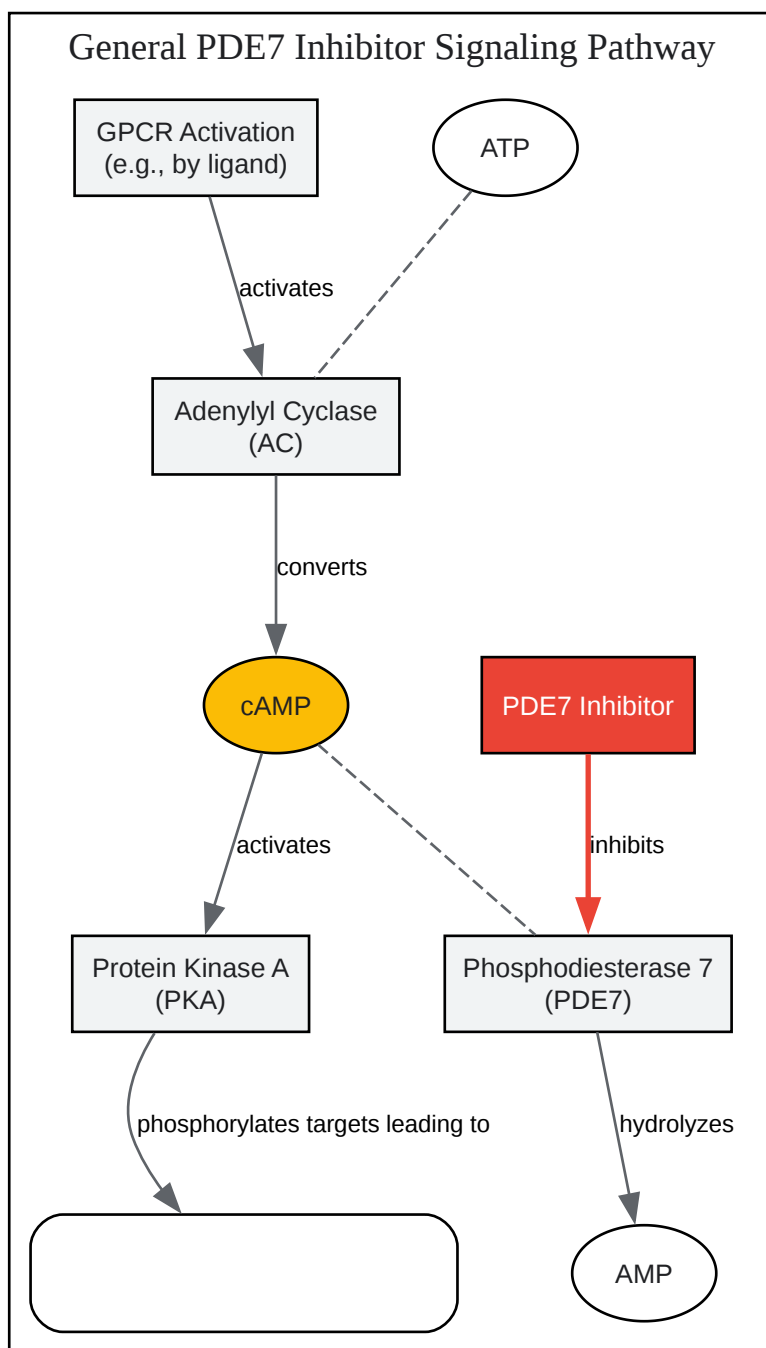 General PDE7 Inhibitor Signaling Pathway
GPCR Activation
(e.g., by ligand)
ATP
activates
Adenylyl Cyclase
(AC)
converts
cAMP
PDE7 Inhibitor
activates
inhibits
Protein Kinase A
(PKA)
Phosphodiesterase 7
(PDE7)
phosphorylates targets leading to
hydrolyzes
AMP